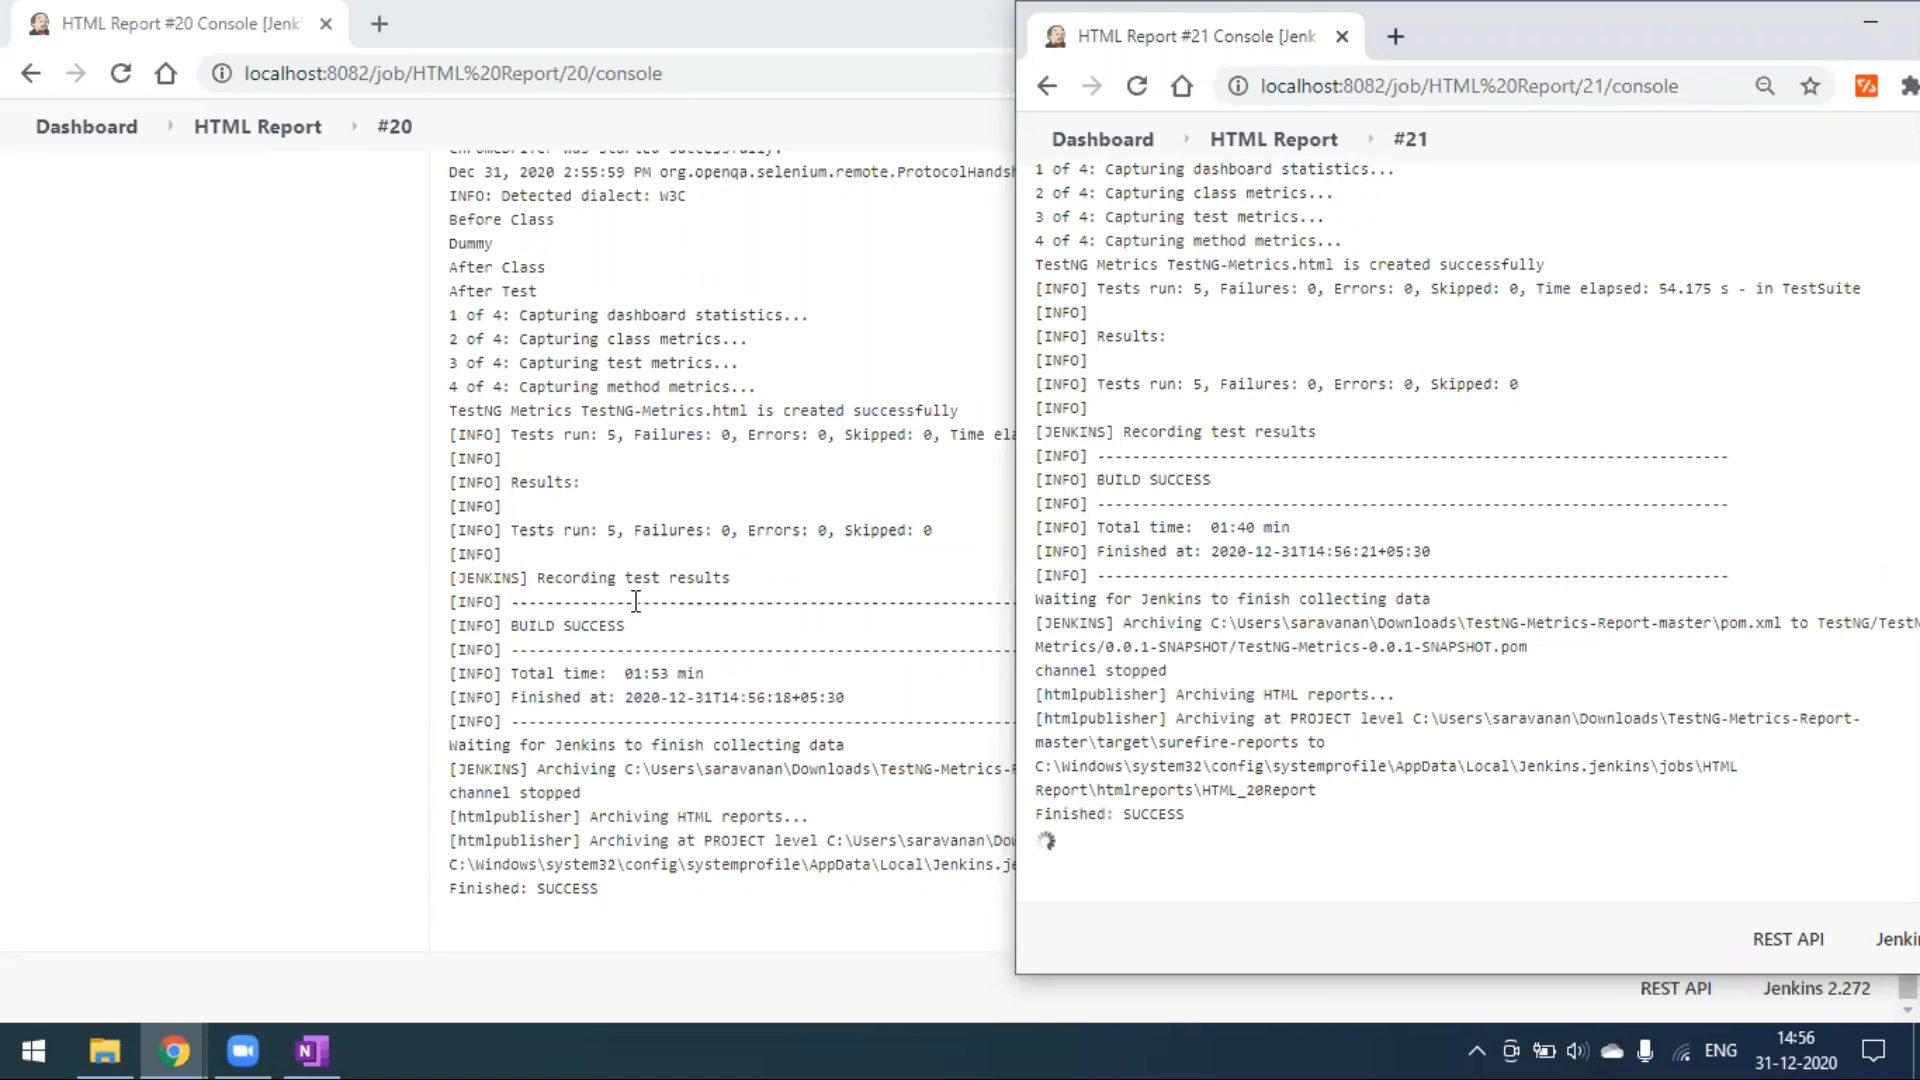 HTML Report #20 Console [Jenk
localhost:8082/job/HTML%20Report/20/console
Dashboard
HTML Report
#20
Dec 31, 2020 2:55:59 PM org.openqa.selenium.remote.ProtocolHandsh
INFO: Detected dialect: W3C
Before Class
Dummy
After Class
After Test
1 of 4: Capturing dashboard statistics...
2 of 4: Capturing class metrics...
3 of 4: Capturing test metrics...
4 of 4: Capturing method metrics...
TestNG Metrics TestNG-Metrics.html is created successfully
[INFO] Tests run: 5, Failures: 0, Errors: 0, Skipped: 0, Time ela
[INFO]
[INFO] Results:
[INFO]
[INFO] Tests run: 5, Failures: 0, Errors: 0, Skipped: 0
[INFO]
[JENKINS] Recording test results
[INFO] ------------------------------------------------------------------------
[INFO] BUILD SUCCESS
[INFO] ------------------------------------------------------------------------
[INFO] Total time:  01:53 min
[INFO] Finished at: 2020-12-31T14:56:18+05:30
[INFO] ------------------------------------------------------------------------
Waiting for Jenkins to finish collecting data
[JENKINS] Archiving C:\Users\saravanan\Downloads\TestNG-Metrics-R
channel stopped
[htmlpublisher] Archiving HTML reports...
[htmlpublisher] Archiving at PROJECT level C:\Users\saravanan\Dow
C:\Windows\system32\config\systemprofile\AppData\Local\Jenkins.je
Finished: SUCCESS
REST API
Jenkins 2.272
HTML Report #21 Console [Jenk
localhost:8082/job/HTML%20Report/21/console
Dashboard
HTML Report
#21
1 of 4: Capturing dashboard statistics...
2 of 4: Capturing class metrics...
3 of 4: Capturing test metrics...
4 of 4: Capturing method metrics...
TestNG Metrics TestNG-Metrics.html is created successfully
[INFO] Tests run: 5, Failures: 0, Errors: 0, Skipped: 0, Time elapsed: 54.175 s - in TestSuite
[INFO]
[INFO] Results:
[INFO]
[INFO] Tests run: 5, Failures: 0, Errors: 0, Skipped: 0
[INFO]
[JENKINS] Recording test results
[INFO] ------------------------------------------------------------------------
[INFO] BUILD SUCCESS
[INFO] ------------------------------------------------------------------------
[INFO] Total time:  01:40 min
[INFO] Finished at: 2020-12-31T14:56:21+05:30
[INFO] ------------------------------------------------------------------------
Waiting for Jenkins to finish collecting data
[JENKINS] Archiving C:\Users\saravanan\Downloads\TestNG-Metrics-Report-master\pom.xml to TestNG/TestN
Metrics/0.0.1-SNAPSHOT/TestNG-Metrics-0.0.1-SNAPSHOT.pom
channel stopped
[htmlpublisher] Archiving HTML reports...
[htmlpublisher] Archiving at PROJECT level C:\Users\saravanan\Downloads\TestNG-Metrics-Report-
master\target\surefire-reports to
C:\Windows\system32\config\systemprofile\AppData\Local\Jenkins.jenkins\jobs\HTML
Report\htmlreports\HTML_20Report
Finished: SUCCESS
REST API
Jenki
ENG
14:56
31-12-2020